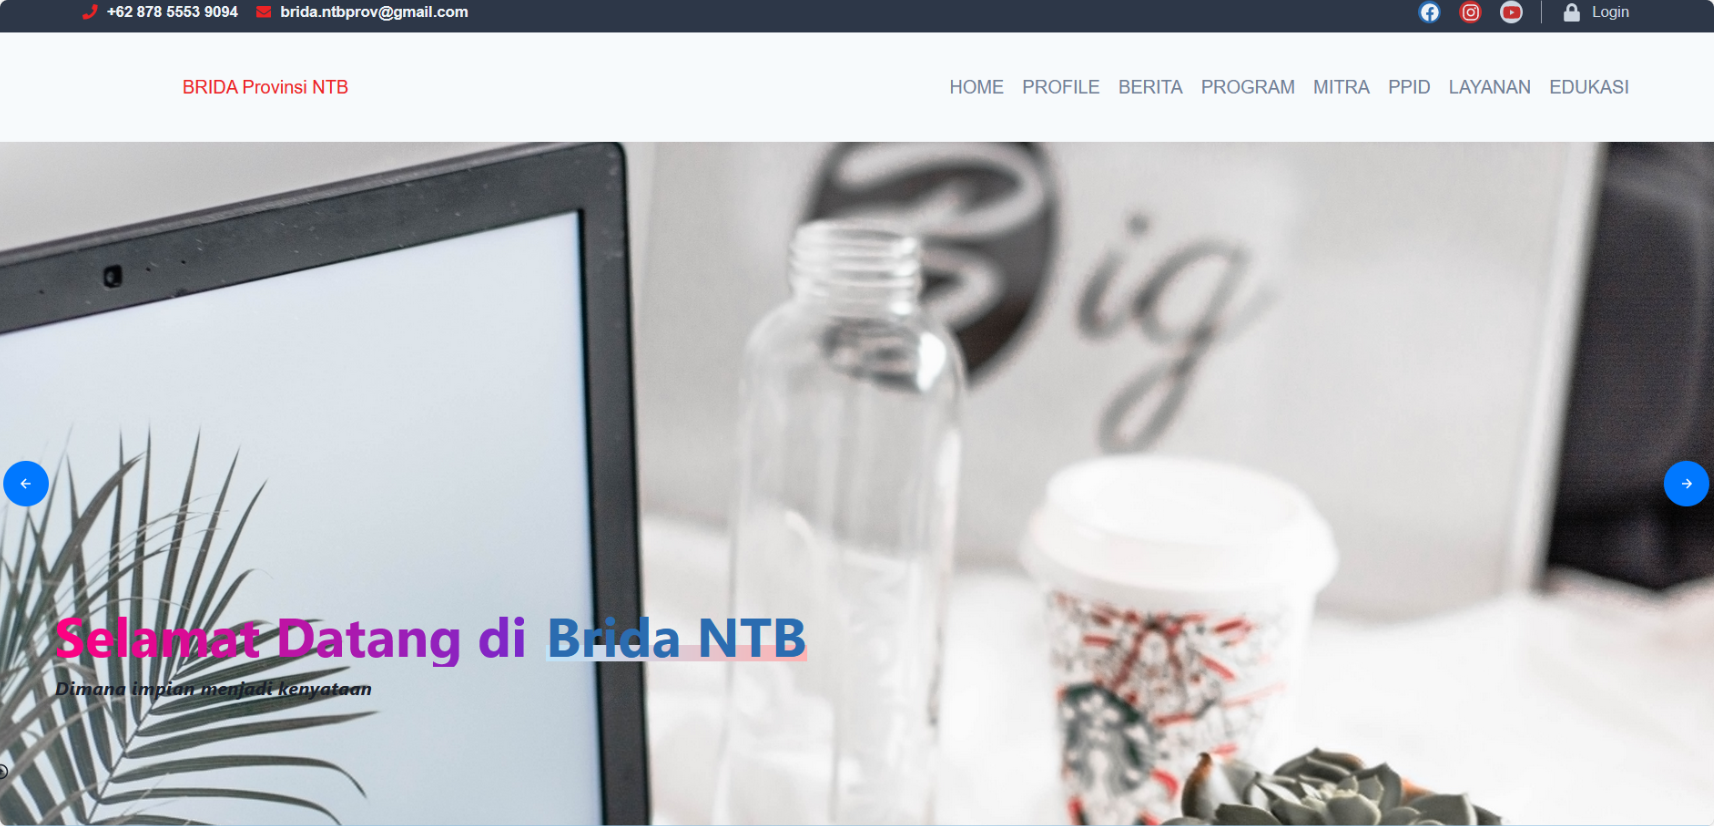 +62 878 5553 9094 brida.ntbprov@gmail.com Login
BRIDA Provinsi NTB HOME PROFILE BERITA PROGRAM MITRA PPID LAYANAN EDUKASI
Big
Selamat Datang di Brida NTB
Dimana impian menjadi kenyataan